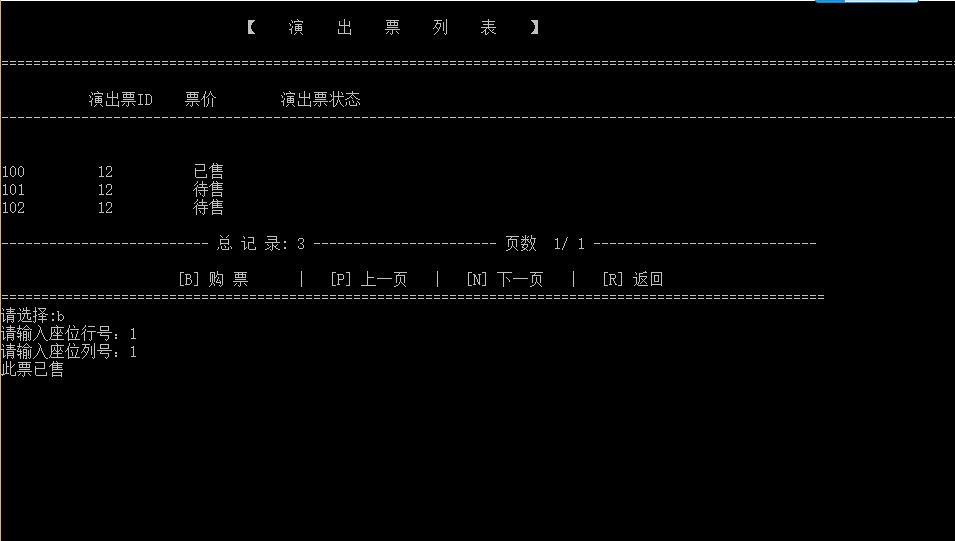 【 演 出 票 列 表 】
==================================================================================================================
演出票ID 票价 演出票状态
------------------------------------------------------------------------------------------------------------------
100 12 已售
101 12 待售
102 12 待售
-------------------------- 总 记 录: 3 ----------------------- 页数 1/ 1 ----------------------------
[B] 购 票 | [P] 上一页 | [N] 下一页 | [R] 返回
=======================================================================================================
请选择:b
请输入座位行号：1
请输入座位列号：1
此票已售